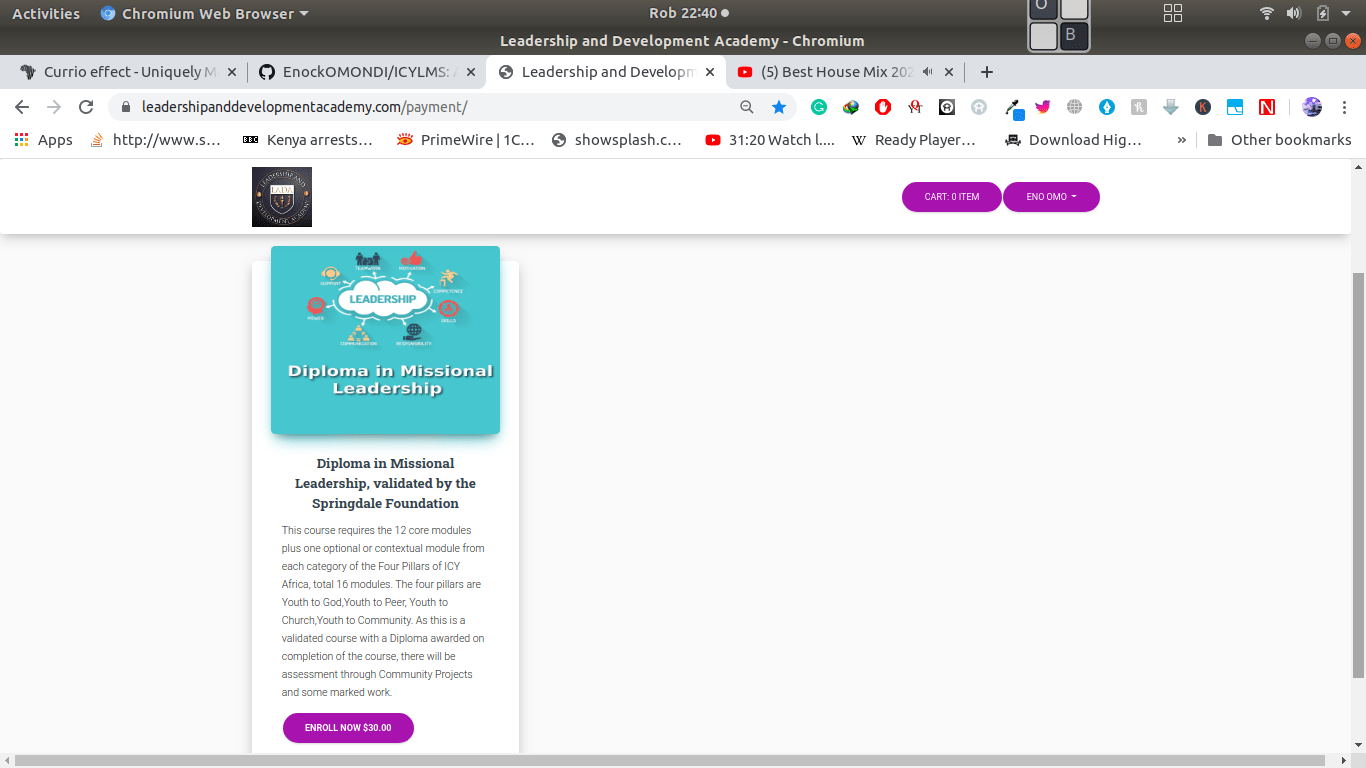 Activities Chromium Web Browser Rob 22:40
O
B
Leadership and Development Academy - Chromium
Currio effect - Uniquely M
EnockOMONDI/ICYLMS:
Leadership and Developm
(5) Best House Mix 202
leadershipanddevelopmentacademy.com/payment/
Apps http://www.s... Kenya arrests... PrimeWire | 1C... showsplash.c... 31:20 Watch l.... Ready Player... Download Hig... » Other bookmarks
LEADERSHIP AND
LADA
DEVELOPMENT ACADEMY
CART: 0 ITEM
ENO OMO
TEAMWORK
MOTIVATION
SUPPORT
COMPETENCE
LEADERSHIP
POWER
SKILLS
COMMUNICATION
RESPONSIBILITY
Diploma in Missional
Leadership
Diploma in Missional
Leadership, validated by the
Springdale Foundation
This course requires the 12 core modules
plus one optional or contextual module from
each category of the Four Pillars of ICY
Africa, total 16 modules. The four pillars are
Youth to God,Youth to Peer, Youth to
Church,Youth to Community. As this is a
validated course with a Diploma awarded on
completion of the course, there will be
assessment through Community Projects
and some marked work.
ENROLL NOW $30.00